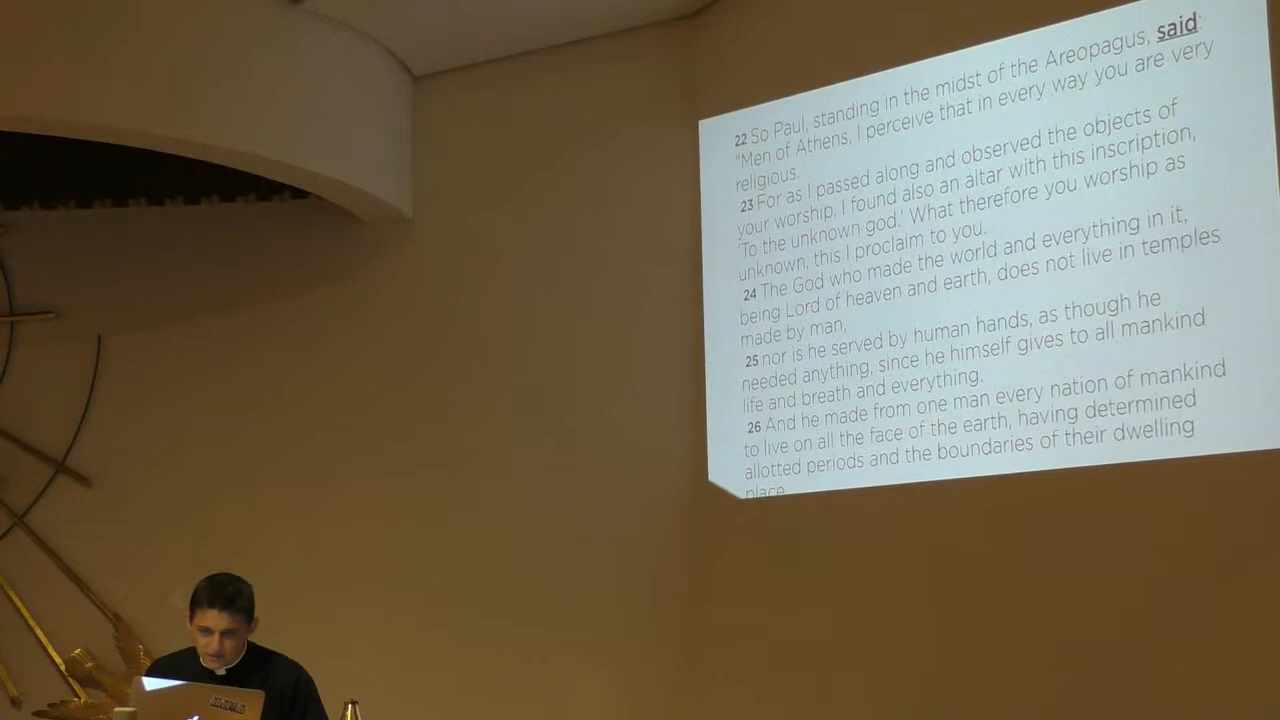 22 So Paul, standing in the midst of the Areopagus, said:
"Men of Athens, I perceive that in every way you are very
religious.
23 For as I passed along and observed the objects of
your worship, I found also an altar with this inscription,
'To the unknown god.' What therefore you worship as
unknown, this I proclaim to you.
24 The God who made the world and everything in it,
being Lord of heaven and earth, does not live in temples
made by man,
25 nor is he served by human hands, as though he
needed anything, since he himself gives to all mankind
life and breath and everything.
26 And he made from one man every nation of mankind
to live on all the face of the earth, having determined
allotted periods and the boundaries of their dwelling
place